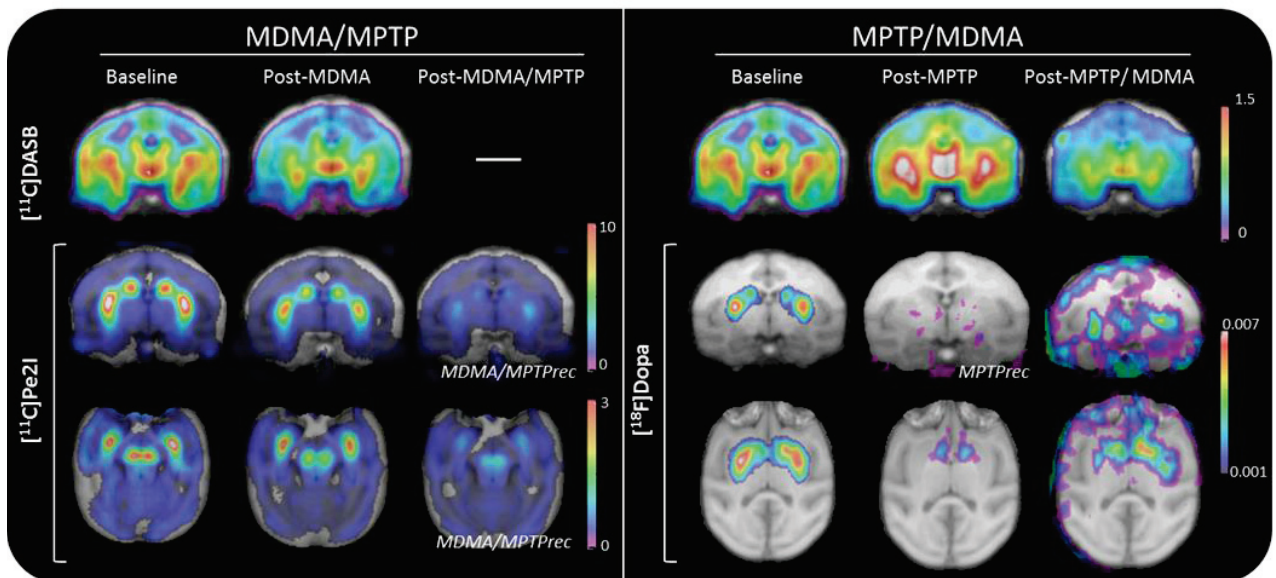 MDMA/MPTP
Baseline
Post-MDMA
Post-MDMA/MPTP
[¹¹C]DASB
[¹¹C]Pe2I
10
0
MDMA/MPTPrec
3
0
MDMA/MPTPrec
MPTP/MDMA
Baseline
Post-MPTP
Post-MPTP/MDMA
1.5
0
[¹⁸F]Dopa
MPTPrec
0.007
0.001